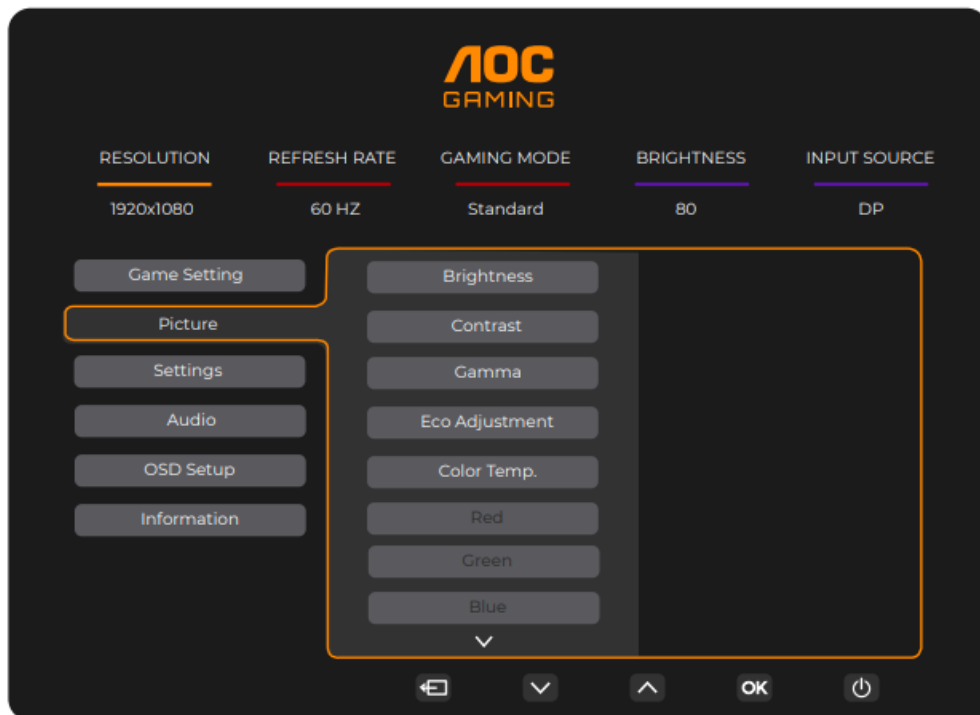 AOC
GAMING
RESOLUTION REFRESH RATE GAMING MODE BRIGHTNESS INPUT SOURCE
1920x1080 60 HZ Standard 80 DP
Game Setting
Picture
Settings
Audio
OSD Setup
Information
Brightness
Contrast
Gamma
Eco Adjustment
Color Temp.
Red
Green
Blue
OK